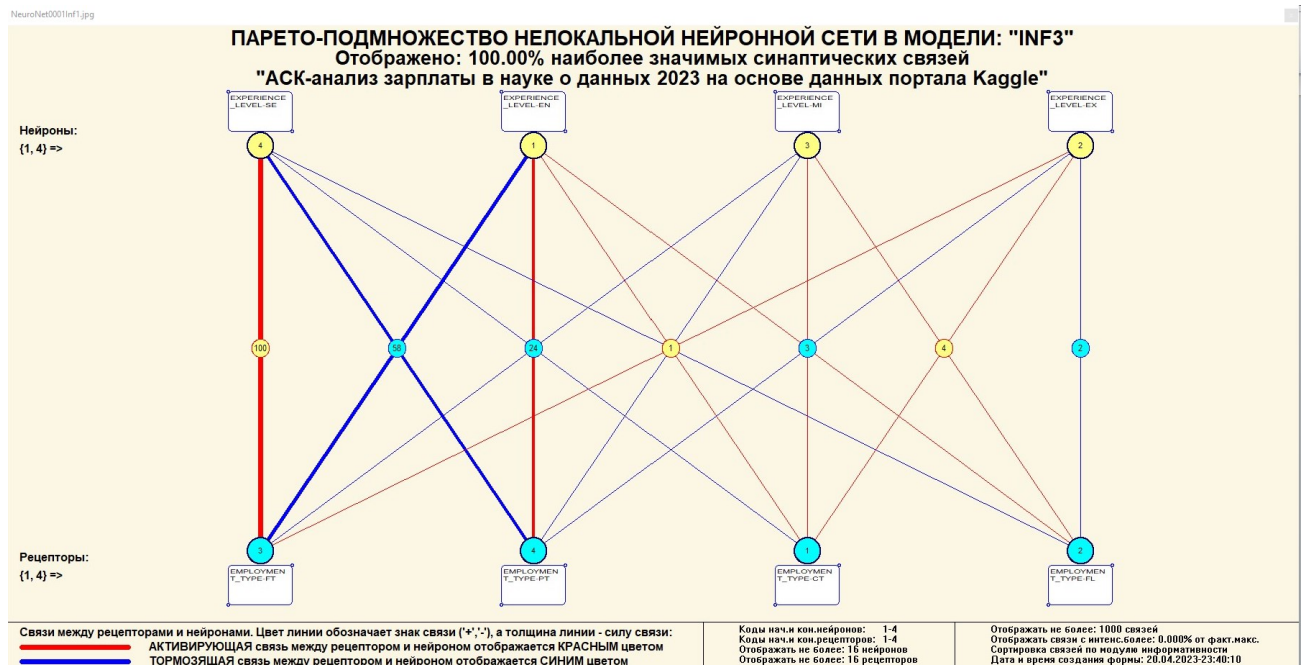 NeuroNet0001Inf1.jpg
ПАРЕТО-ПОДМНОЖЕСТВО НЕЛОКАЛЬНОЙ НЕЙРОННОЙ СЕТИ В МОДЕЛИ: "INF3"
Отображено: 100.00% наиболее значимых синаптических связей
"АСК-анализ зарплаты в науке о данных 2023 на основе данных портала Kaggle"
EXPERIENCE
_LEVEL-SE
EXPERIENCE
_LEVEL-EN
EXPERIENCE
_LEVEL-MI
EXPERIENCE
_LEVEL-EX
Нейроны:
{1, 4} =>
4
1
3
2
100
58
24
1
3
4
2
Рецепторы:
{1, 4} =>
3
4
1
2
EMPLOYMEN
T_TYPE-FT
EMPLOYMEN
T_TYPE-PT
EMPLOYMEN
T_TYPE-CT
EMPLOYMEN
T_TYPE-FL
Связи между рецепторами и нейронами. Цвет линии обозначает знак связи ('+','-'), а толщина линии - силу связи:
АКТИВИРУЮЩАЯ связь между рецептором и нейроном отображается КРАСНЫМ цветом
ТОРМОЗЯЩАЯ связь между рецептором и нейроном отображается СИНИМ цветом
Коды нач.и кон.нейронов: 1-4
Коды нач.и кон.рецепторов: 1-4
Отображать не более: 16 нейронов
Отображать не более: 16 рецепторов
Отображать не более: 1000 связей
Отображать связи с интенс.более: 0.000% от факт.макс.
Сортировка связей по модулю информативности
Дата и время создания формы: 20.04.2023-23:40:10